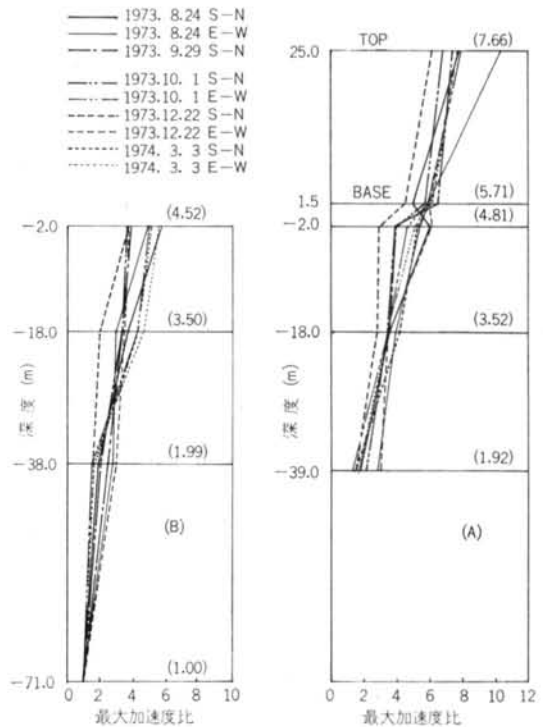 1973. 8.24 S-N
1973. 8.24 E-W
1973. 9.29 S-N
1973.10. 1 S-N
1973.10. 1 E-W
1973.12.22 S-N
1973.12.22 E-W
1974. 3. 3 S-N
1974. 3. 3 E-W
(4.52)
-2.0
(3.50)
-18.0
深度 (m)
(1.99)
-38.0
(B)
(1.00)
-71.0
0 2 4 6 8 10
最大加速度比
TOP (7.66)
25.0
BASE (5.71)
1.5
(4.81)
-2.0
(3.52)
-18.0
深度 (m)
(1.92)
-39.0
(A)
0 4 6 8 10 12
最大加速度比